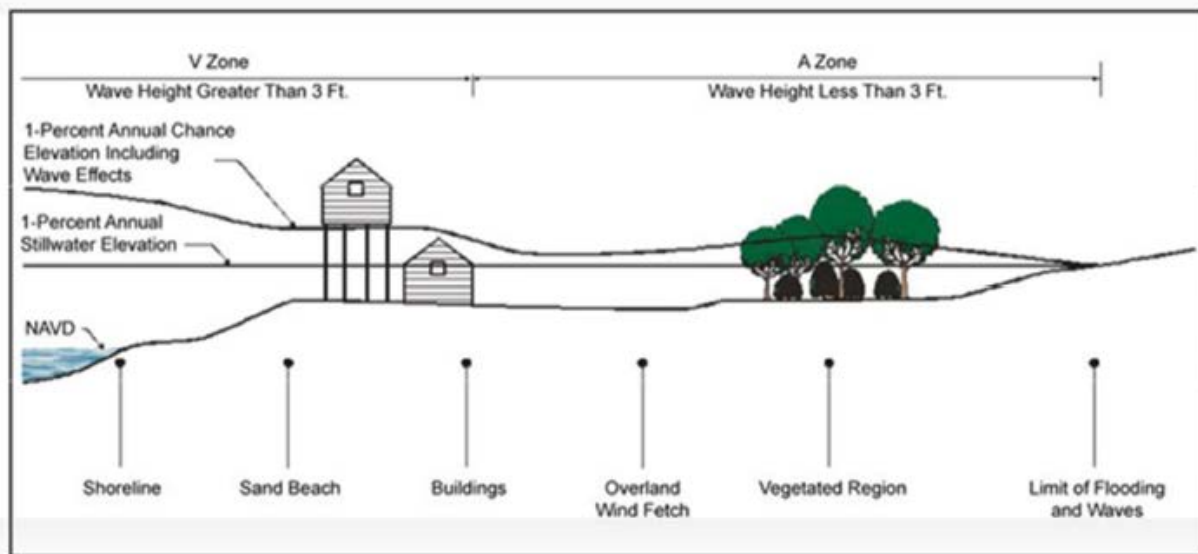 V Zone
Wave Height Greater Than 3 Ft.
A Zone
Wave Height Less Than 3 Ft.
1-Percent Annual Chance
Elevation Including
Wave Effects
1-Percent Annual
Stillwater Elevation
NAVD
Shoreline
Sand Beach
Buildings
Overland
Wind Fetch
Vegetated Region
Limit of Flooding
and Waves